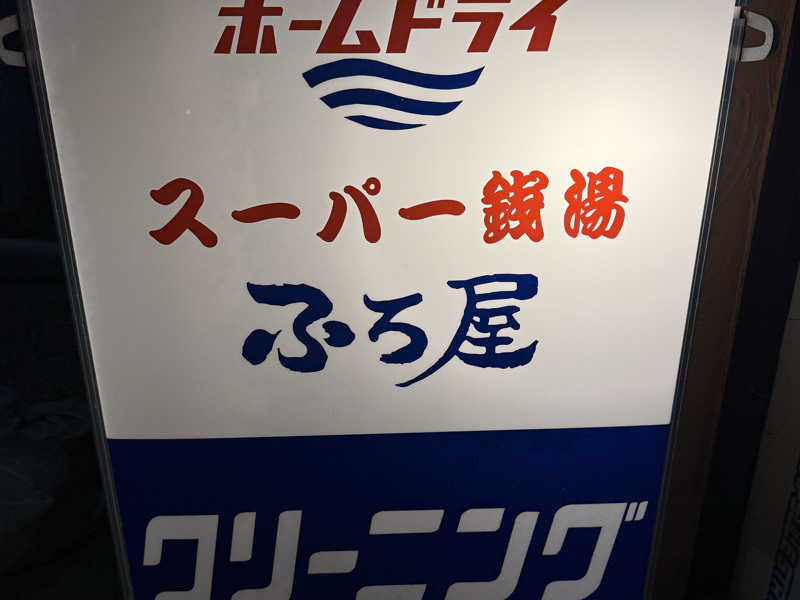 ホームドライ
スーパー銭湯
ふろ屋
クリーニング